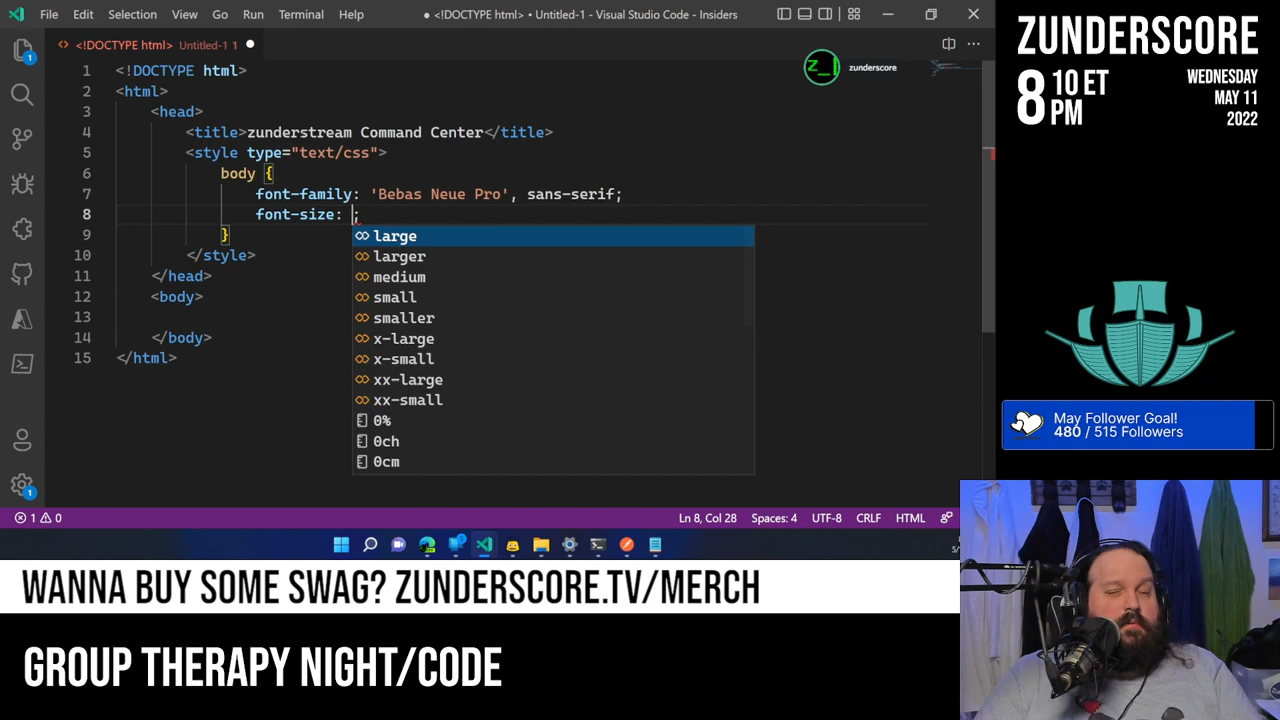 File Edit Selection View Go Run Terminal Help
● <!DOCTYPE html> • Untitled-1 - Visual Studio Code - Insiders
<!DOCTYPE html> Untitled-1 1 ●
1 <!DOCTYPE html>
2 <html>
3 <head>
4 <title>zunderstream Command Center</title>
5 <style type="text/css">
6 body {
7 font-family: 'Bebas Neue Pro', sans-serif;
8 font-size: ;
9 }
10 </style>
11 </head>
12 <body>
13
14 </body>
15 </html>
large
larger
medium
small
smaller
x-large
x-small
xx-large
xx-small
0%
0ch
0cm
z_
zunderscore
1
1
1 0
Ln 8, Col 28 Spaces: 4 UTF-8 CRLF HTML
WANNA BUY SOME SWAG? ZUNDERSCORE.TV/MERCH
GROUP THERAPY NIGHT/CODE
ZUNDERSCORE
8 10 ET PM
WEDNESDAY
MAY 11
2022
May Follower Goal!
480 / 515 Followers